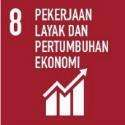 8 PEKERJAAN
LAYAK DAN
PERTUMBUHAN
EKONOMI